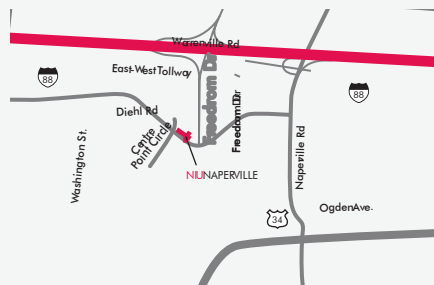 Warrenville Rd
East-West Tollway
88
88
Diehl Rd
Freedrom Dr
Freedom Dr
Centre
Point Circle
Washington St.
Naperville Rd
NIUNAPERVILLE
OgdenAve.
34